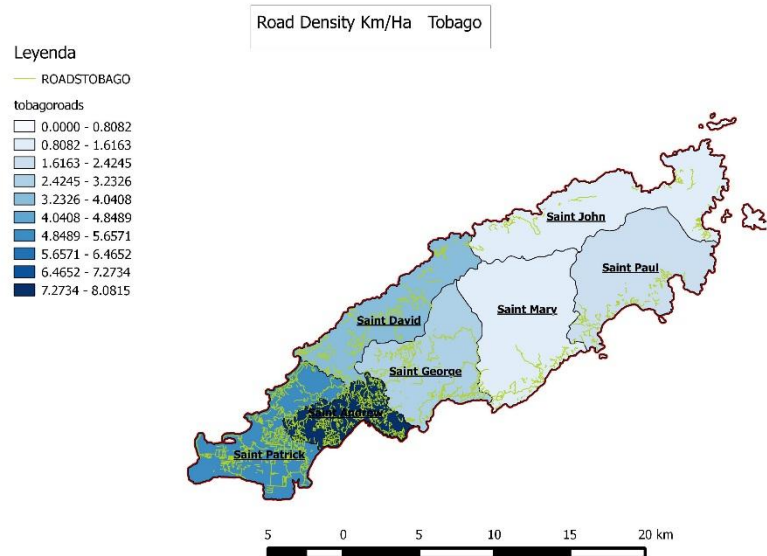 Road Density Km/Ha Tobago
Leyenda
ROADSTOBAGO
tobagoroads
0.0000 - 0.8082
0.8082 - 1.6163
1.6163 - 2.4245
2.4245 - 3.2326
3.2326 - 4.0408
4.0408 - 4.8489
4.8489 - 5.6571
5.6571 - 6.4652
6.4652 - 7.2734
7.2734 - 8.0815
Saint John
Saint Paul
Saint Mary
Saint David
Saint George
Saint Andrew
Saint Patrick
5 0 5 10 15 20 km